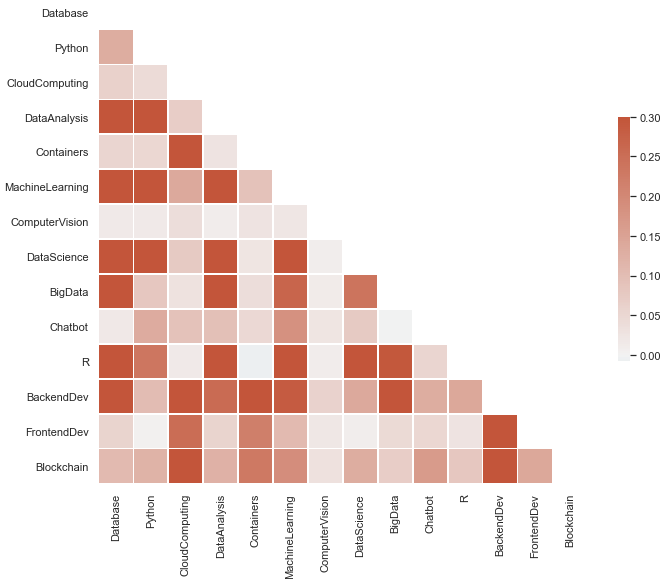 Database
Python
CloudComputing
DataAnalysis
Containers
MachineLearning
ComputerVision
DataScience
BigData
Chatbot
R
BackendDev
FrontendDev
Blockchain
0.30
0.25
0.20
0.15
0.10
0.05
0.00
Database
Python
CloudComputing
DataAnalysis
Containers
MachineLearning
ComputerVision
DataScience
BigData
Chatbot
R
BackendDev
FrontendDev
Blockchain